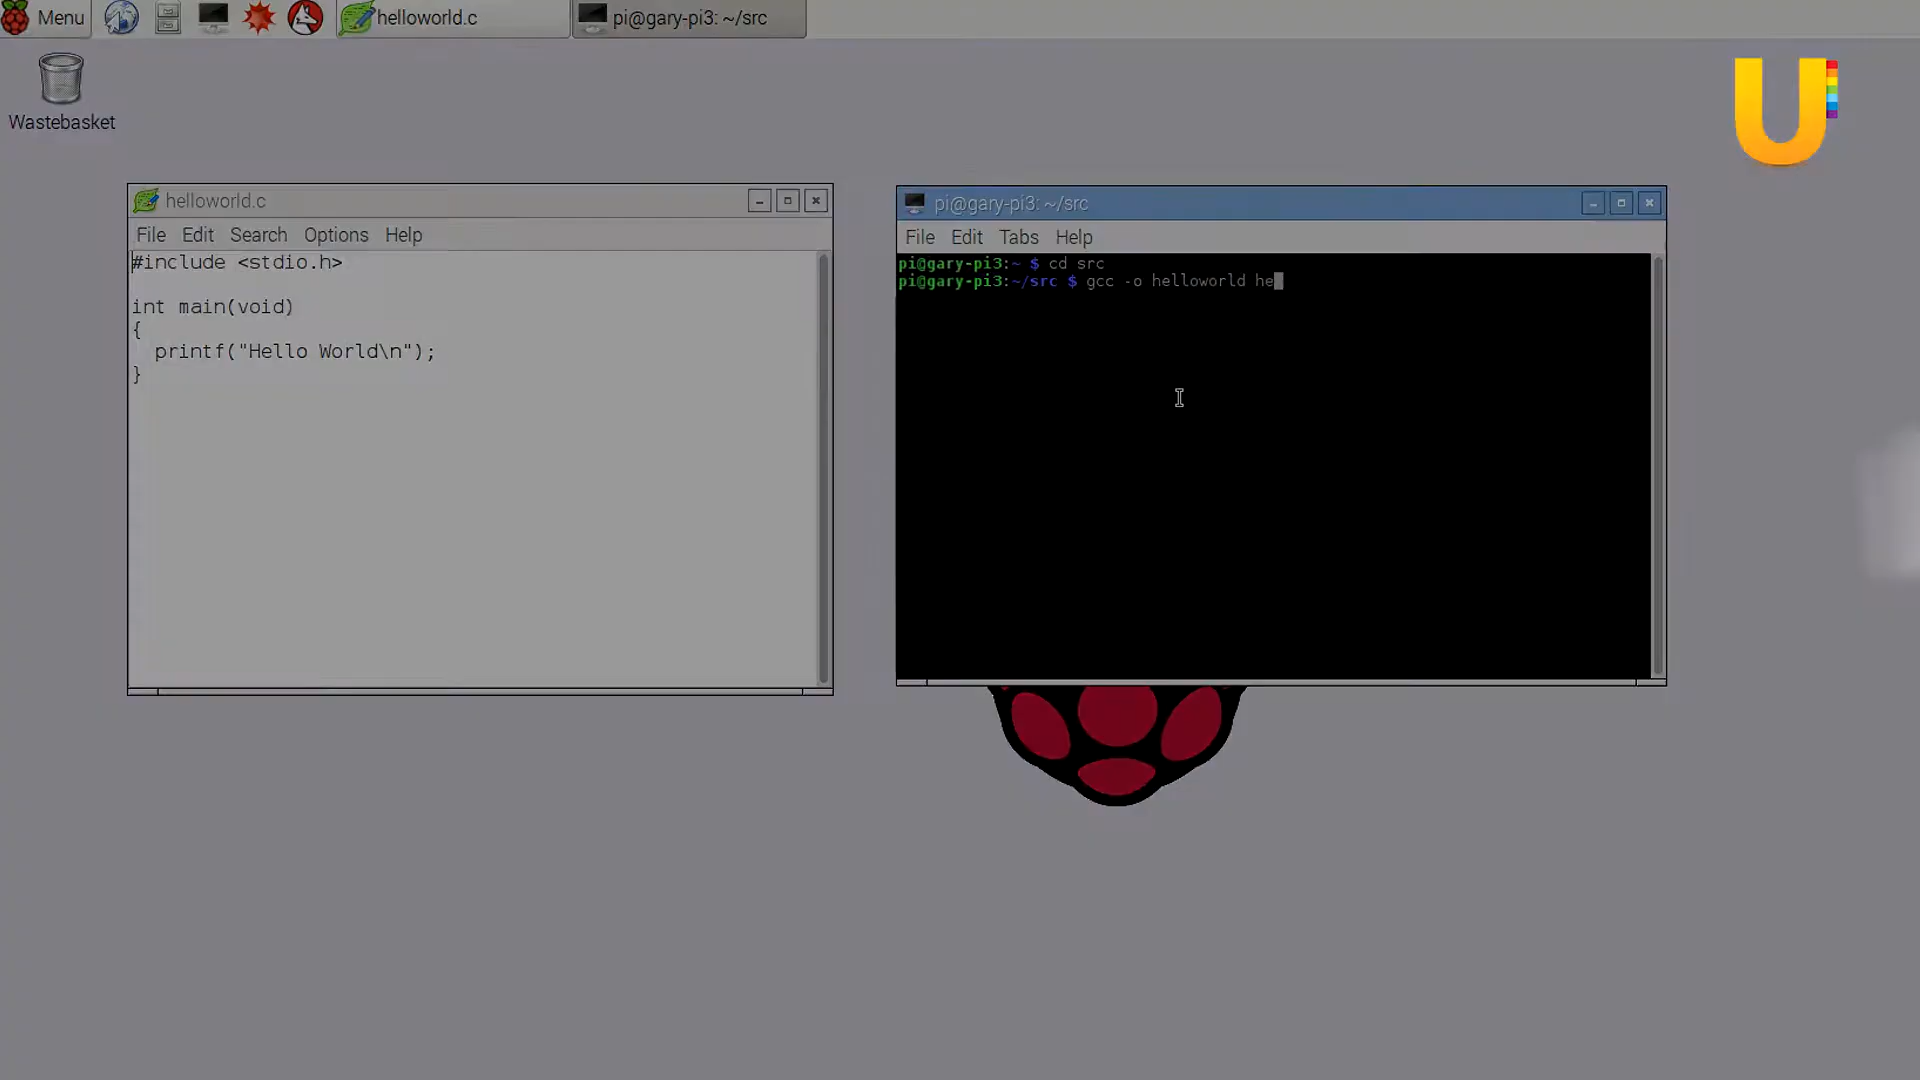 Menu
helloworld.c
pi@gary-pi3: ~/src
U
Wastebasket
helloworld.c
File Edit Search Options Help
#include <stdio.h>
int main(void)
{
  printf("Hello World\n");
}
pi@gary-pi3: ~/src
File Edit Tabs Help
pi@gary-pi3:~ $ cd src
pi@gary-pi3:~/src $ gcc -o helloworld he